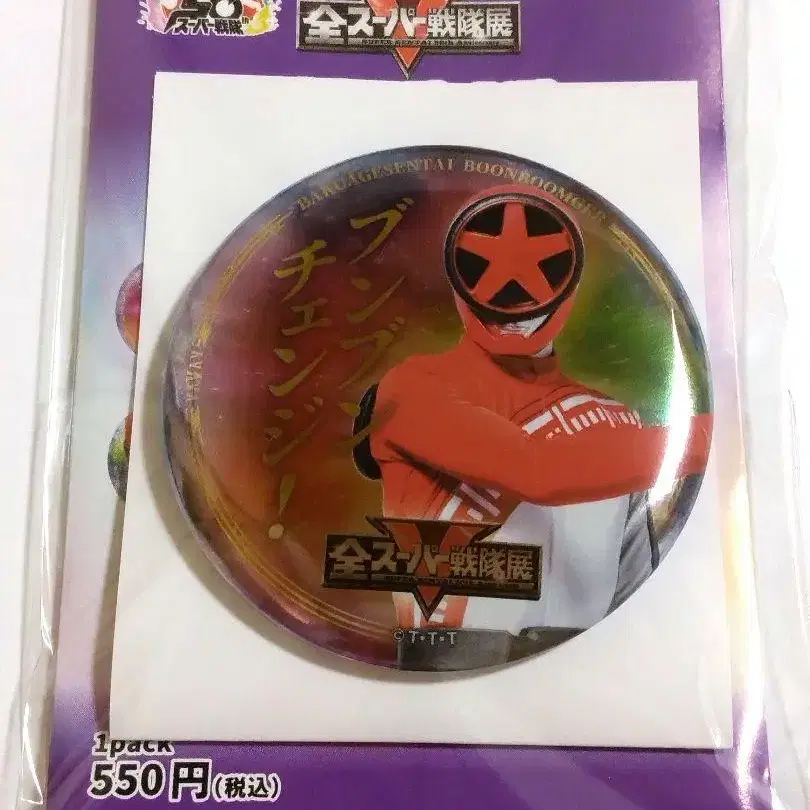 スーパー戦隊
全スーパー戦隊展
BAKUAGESENTAI BOONBOOMGER
ブンブン
チェンジ!
全スーパー戦隊展
©T・T・T
1pack
550円(税込)